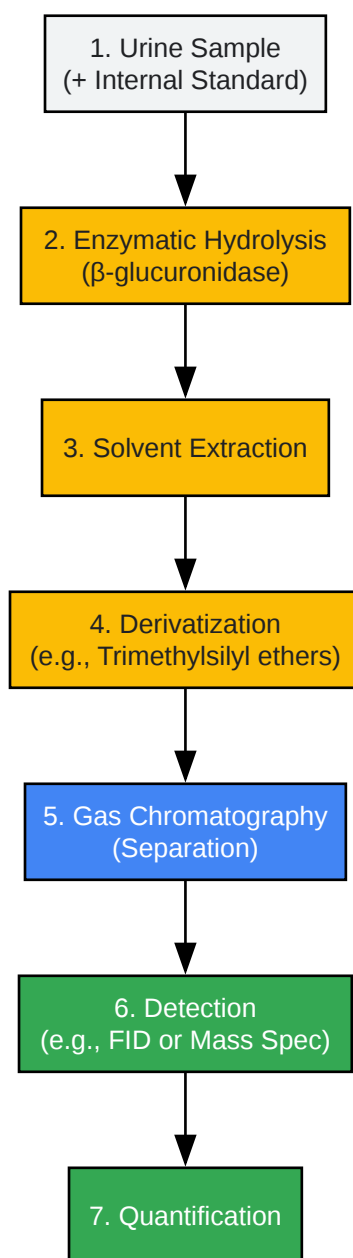 1. Urine Sample
(+ Internal Standard)
2. Enzymatic Hydrolysis
(β-glucuronidase)
3. Solvent Extraction
4. Derivatization
(e.g., Trimethylsilyl ethers)
5. Gas Chromatography
(Separation)
6. Detection
(e.g., FID or Mass Spec)
7. Quantification